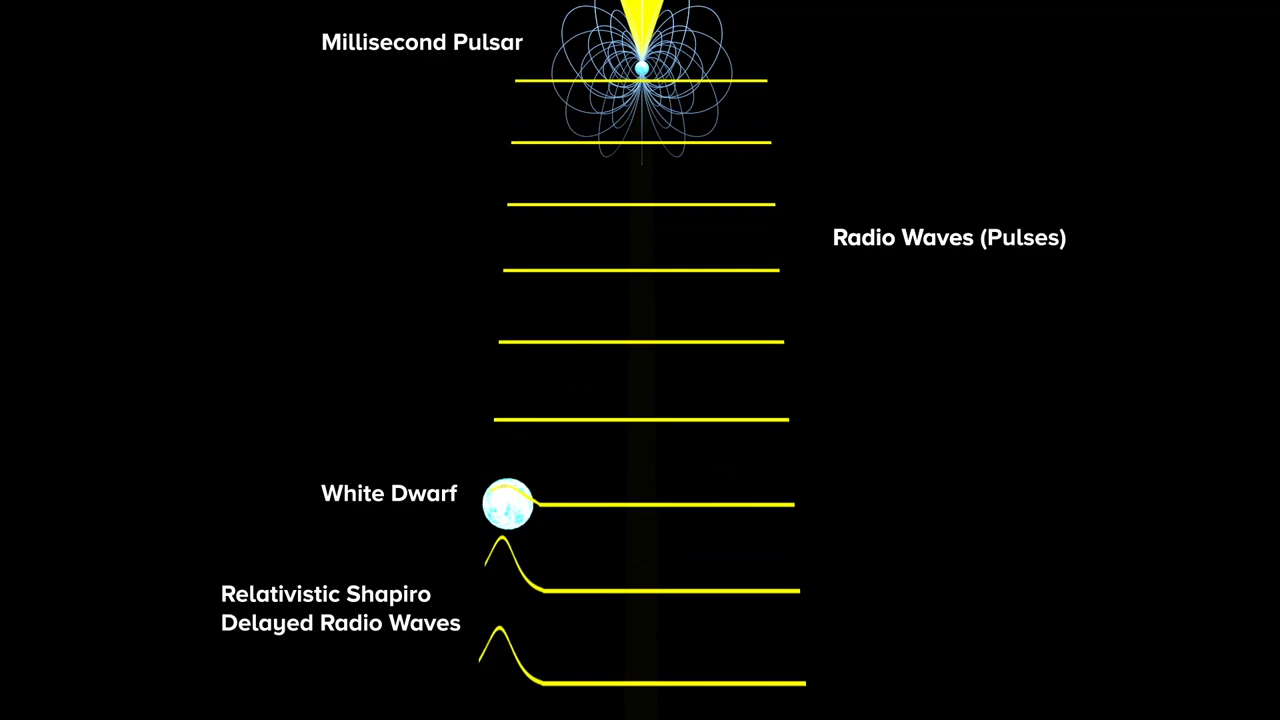 Millisecond Pulsar
Radio Waves (Pulses)
White Dwarf
Relativistic Shapiro
Delayed Radio Waves